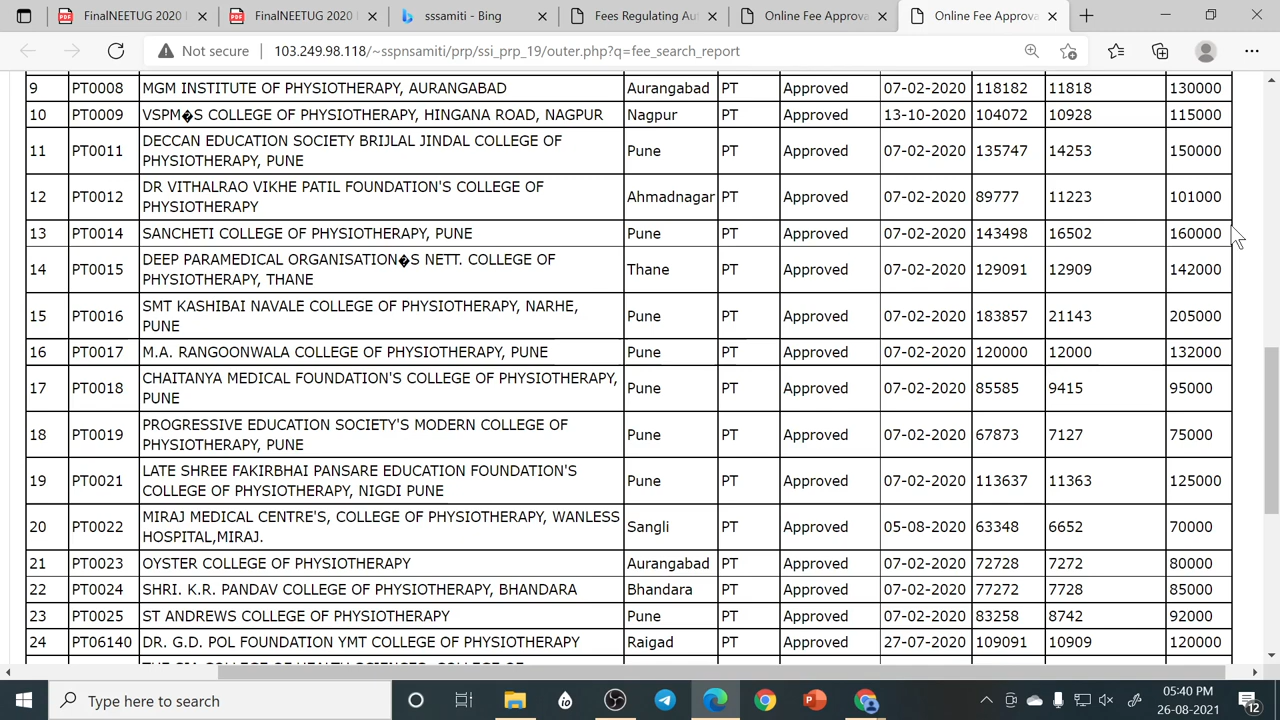 FinalNEETUG 2020
FinalNEETUG 2020
sssamiti - Bing
Fees Regulating Au
Online Fee Approva
Online Fee Approva
Not secure 103.249.98.118/~sspnsamiti/prp/ssi_prp_19/outer.php?q=fee_search_report
9 PT0008 MGM INSTITUTE OF PHYSIOTHERAPY, AURANGABAD Aurangabad PT Approved 07-02-2020 118182 11818 130000
10 PT0009 VSPM�S COLLEGE OF PHYSIOTHERAPY, HINGANA ROAD, NAGPUR Nagpur PT Approved 13-10-2020 104072 10928 115000
11 PT0011 DECCAN EDUCATION SOCIETY BRIJLAL JINDAL COLLEGE OF
PHYSIOTHERAPY, PUNE Pune PT Approved 07-02-2020 135747 14253 150000
12 PT0012 DR VITHALRAO VIKHE PATIL FOUNDATION'S COLLEGE OF
PHYSIOTHERAPY Ahmadnagar PT Approved 07-02-2020 89777 11223 101000
13 PT0014 SANCHETI COLLEGE OF PHYSIOTHERAPY, PUNE Pune PT Approved 07-02-2020 143498 16502 160000
14 PT0015 DEEP PARAMEDICAL ORGANISATION�S NETT. COLLEGE OF
PHYSIOTHERAPY, THANE Thane PT Approved 07-02-2020 129091 12909 142000
15 PT0016 SMT KASHIBAI NAVALE COLLEGE OF PHYSIOTHERAPY, NARHE,
PUNE Pune PT Approved 07-02-2020 183857 21143 205000
16 PT0017 M.A. RANGOONWALA COLLEGE OF PHYSIOTHERAPY, PUNE Pune PT Approved 07-02-2020 120000 12000 132000
17 PT0018 CHAITANYA MEDICAL FOUNDATION'S COLLEGE OF PHYSIOTHERAPY,
PUNE Pune PT Approved 07-02-2020 85585 9415 95000
18 PT0019 PROGRESSIVE EDUCATION SOCIETY'S MODERN COLLEGE OF
PHYSIOTHERAPY, PUNE Pune PT Approved 07-02-2020 67873 7127 75000
19 PT0021 LATE SHREE FAKIRBHAI PANSARE EDUCATION FOUNDATION'S
COLLEGE OF PHYSIOTHERAPY, NIGDI PUNE Pune PT Approved 07-02-2020 113637 11363 125000
20 PT0022 MIRAJ MEDICAL CENTRE'S, COLLEGE OF PHYSIOTHERAPY, WANLESS
HOSPITAL,MIRAJ. Sangli PT Approved 05-08-2020 63348 6652 70000
21 PT0023 OYSTER COLLEGE OF PHYSIOTHERAPY Aurangabad PT Approved 07-02-2020 72728 7272 80000
22 PT0024 SHRI. K.R. PANDAV COLLEGE OF PHYSIOTHERAPY, BHANDARA Bhandara PT Approved 07-02-2020 77272 7728 85000
23 PT0025 ST ANDREWS COLLEGE OF PHYSIOTHERAPY Pune PT Approved 07-02-2020 83258 8742 92000
24 PT06140 DR. G.D. POL FOUNDATION YMT COLLEGE OF PHYSIOTHERAPY Raigad PT Approved 27-07-2020 109091 10909 120000
Type here to search
05:40 PM
26-08-2021
12